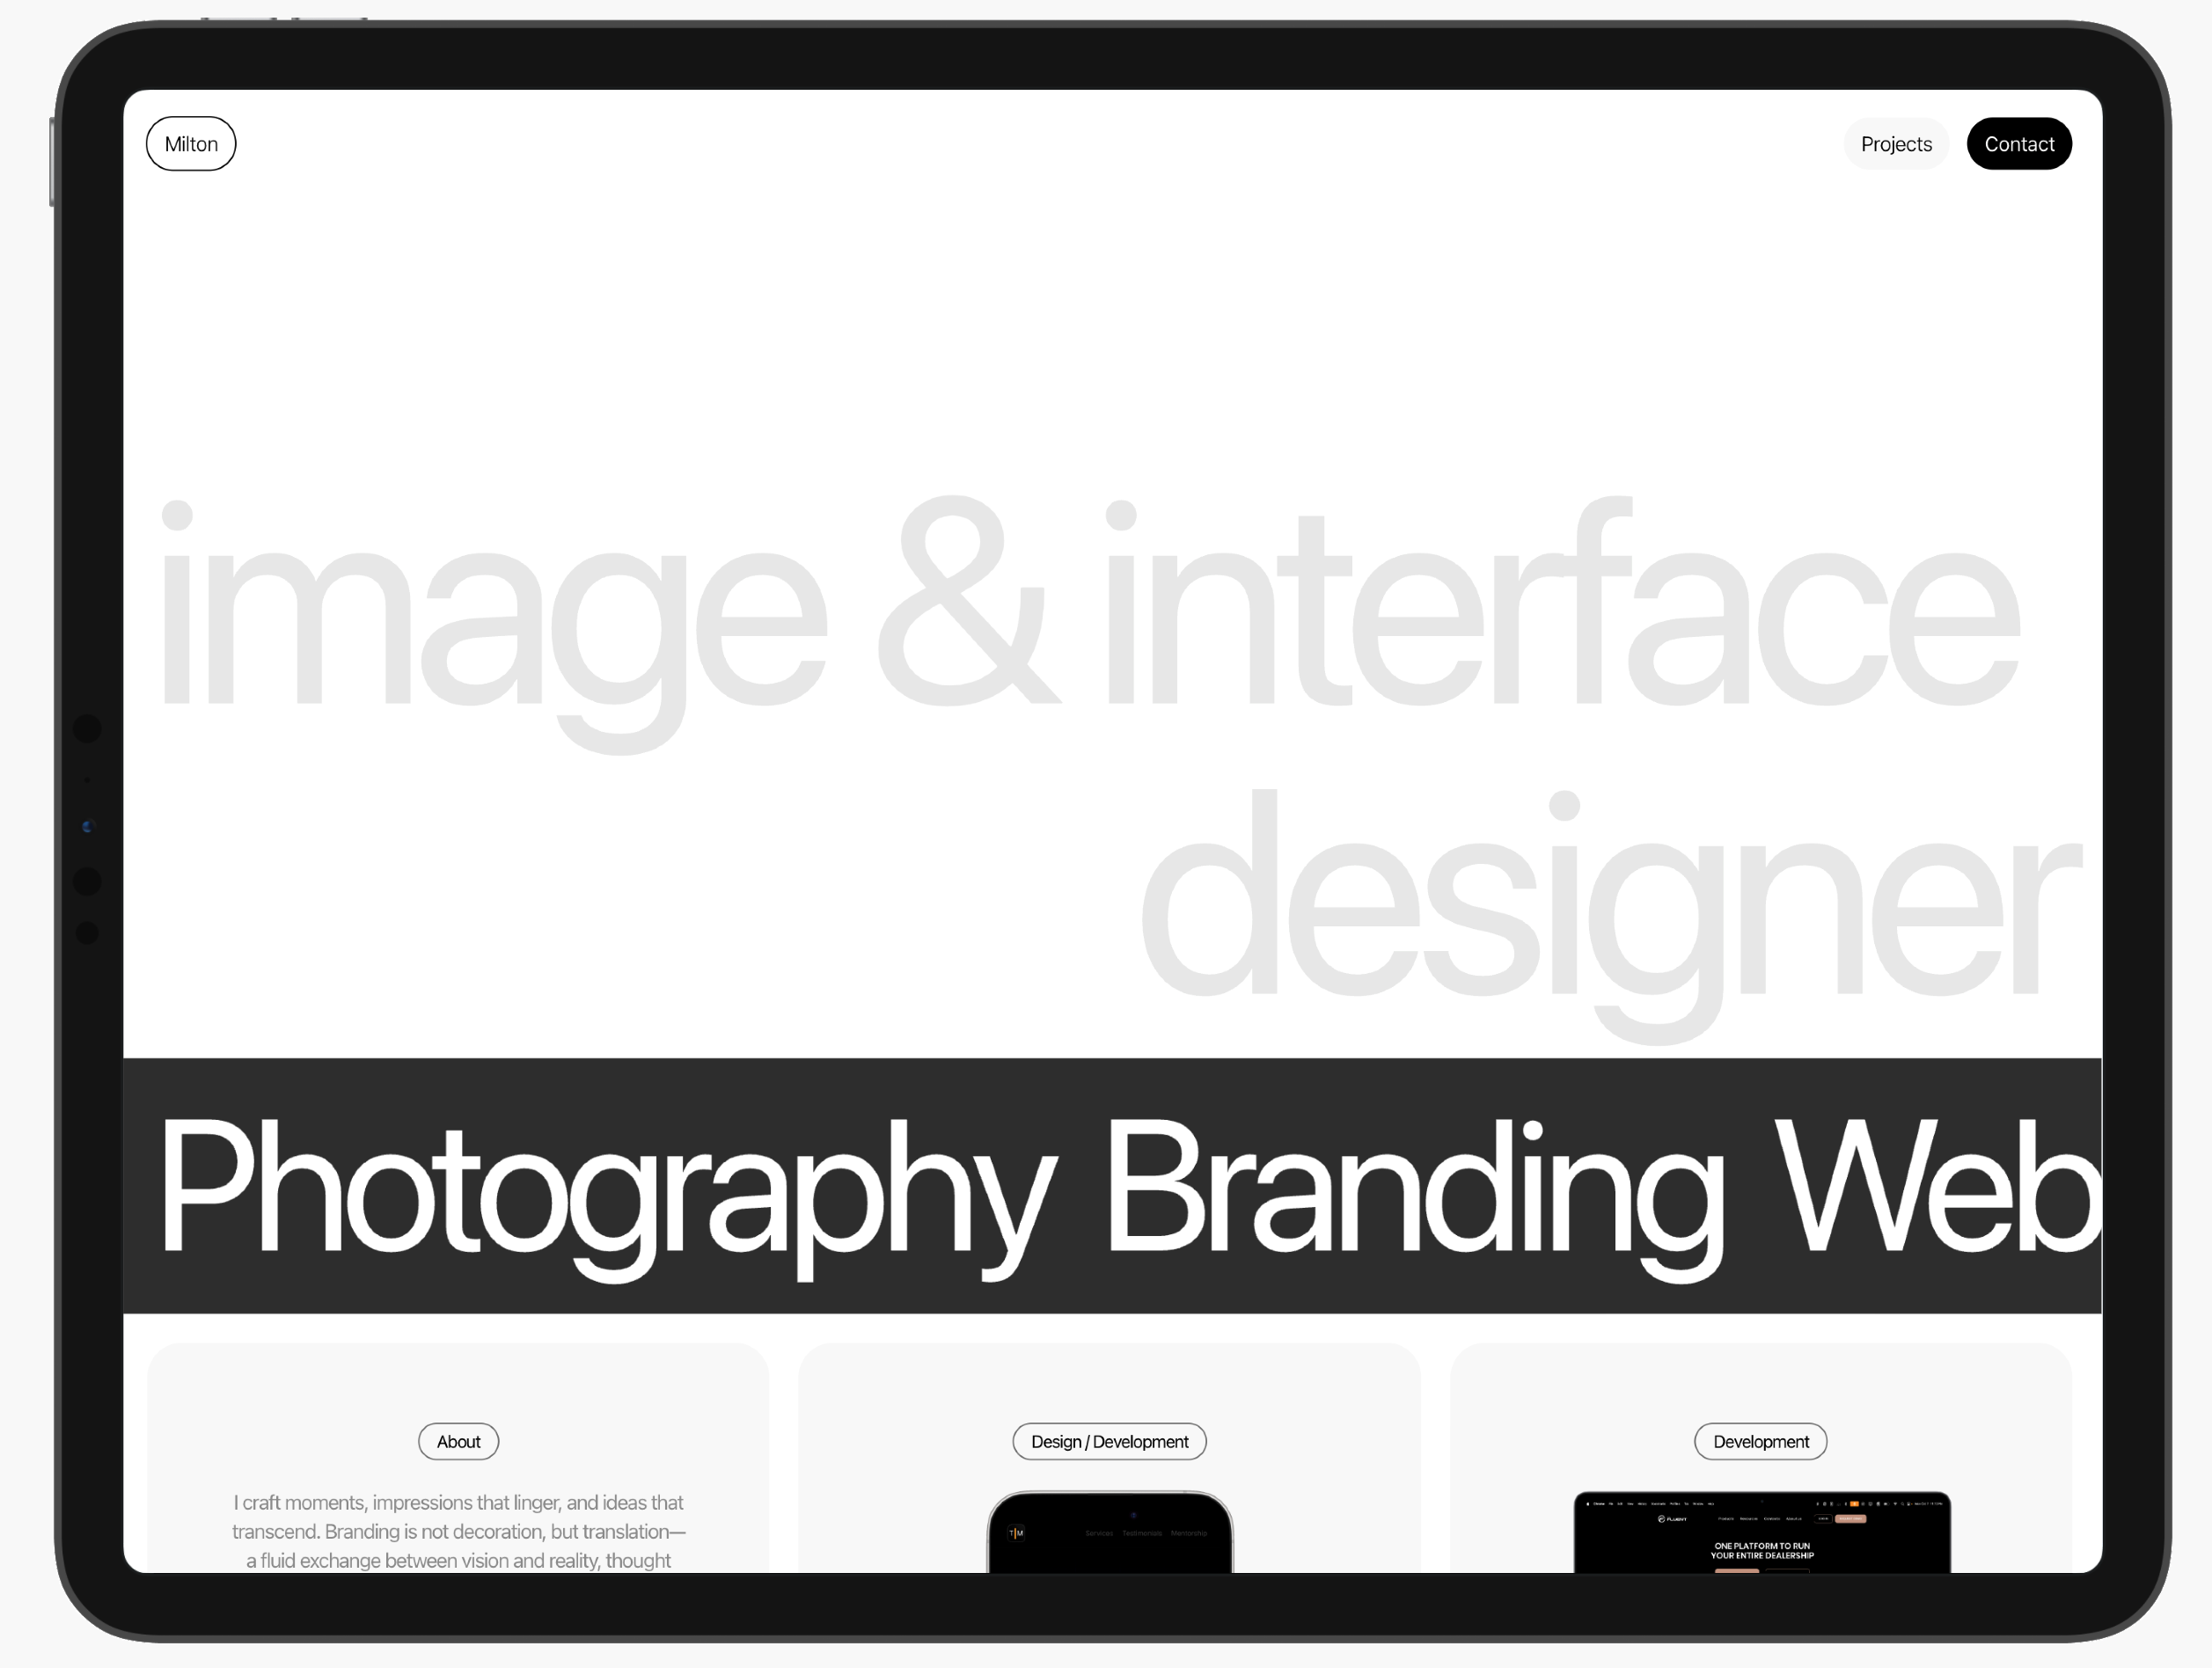 Milton
Projects
Contact
image & interface
designer
Photography Branding Web
About
I craft moments, impressions that linger, and ideas that
transcend. Branding is not decoration, but translation—
a fluid exchange between vision and reality, thought
Design / Development
T|M
Services Testimonials Mentorship
Development
FLUENT
ONE PLATFORM TO RUN
YOUR ENTIRE DEALERSHIP